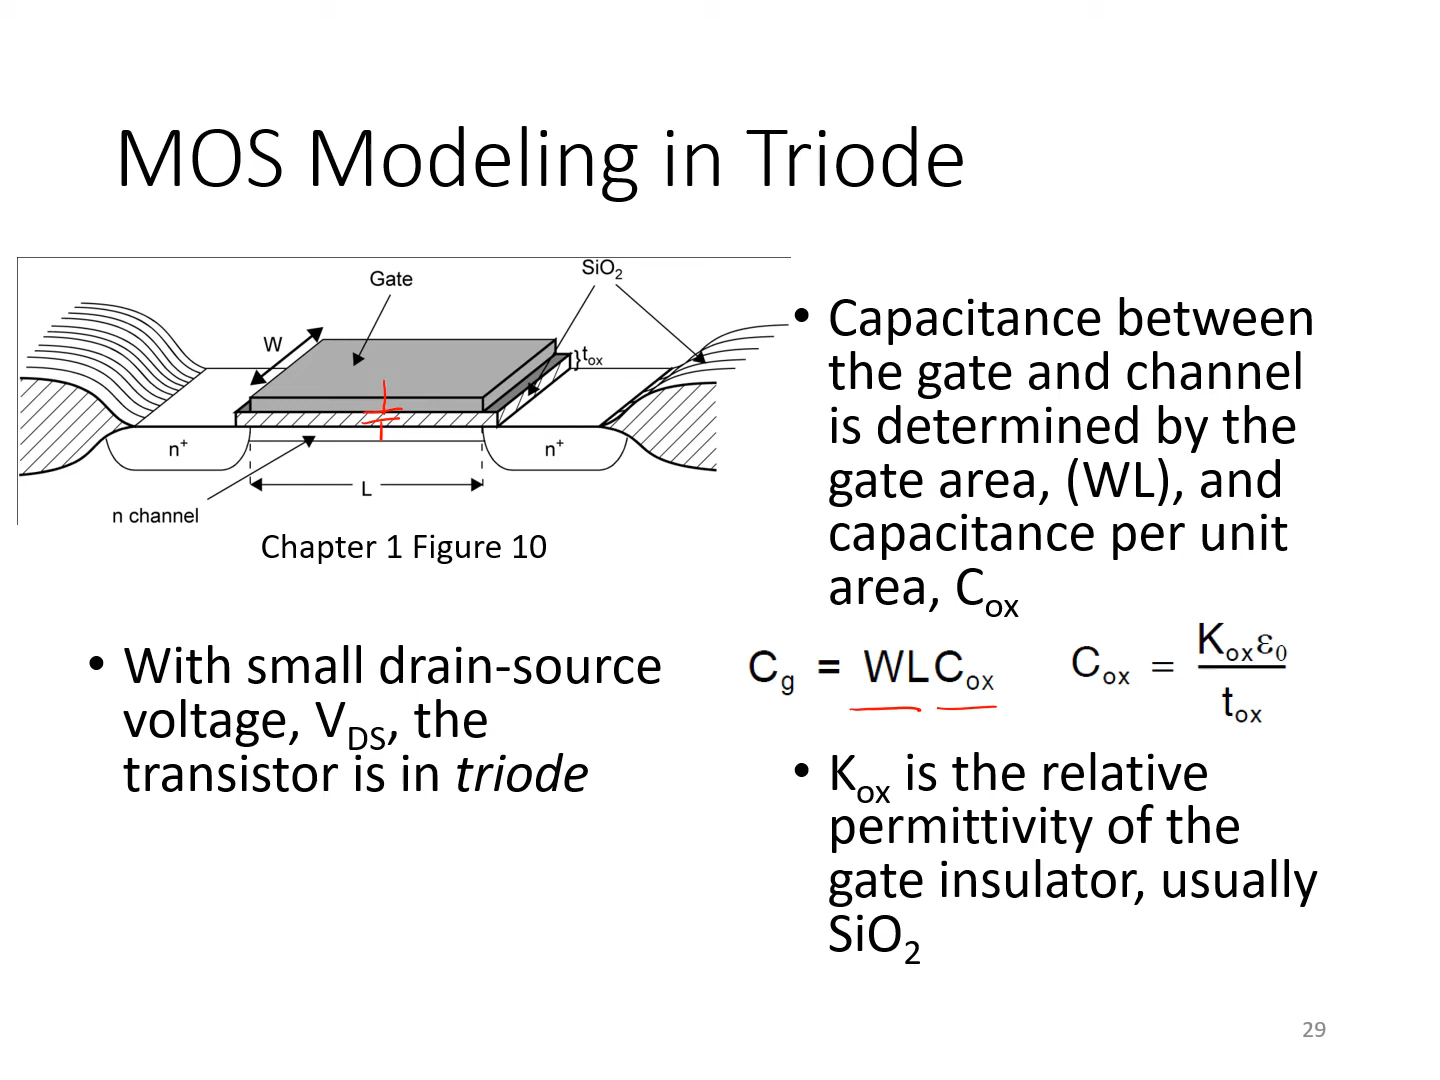 MOS Modeling in Triode
Gate
SiO₂
W
tₒₓ
n⁺
n⁺
L
n channel
Chapter 1 Figure 10
• With small drain-source
voltage, V_DS, the
transistor is in triode
• Capacitance between
the gate and channel
is determined by the
gate area, (WL), and
capacitance per unit
area, Cₒₓ
C_g = WLCₒₓ
Cₒₓ = Kₒₓε₀ / tₒₓ
• Kₒₓ is the relative
permittivity of the
gate insulator, usually
SiO₂
29